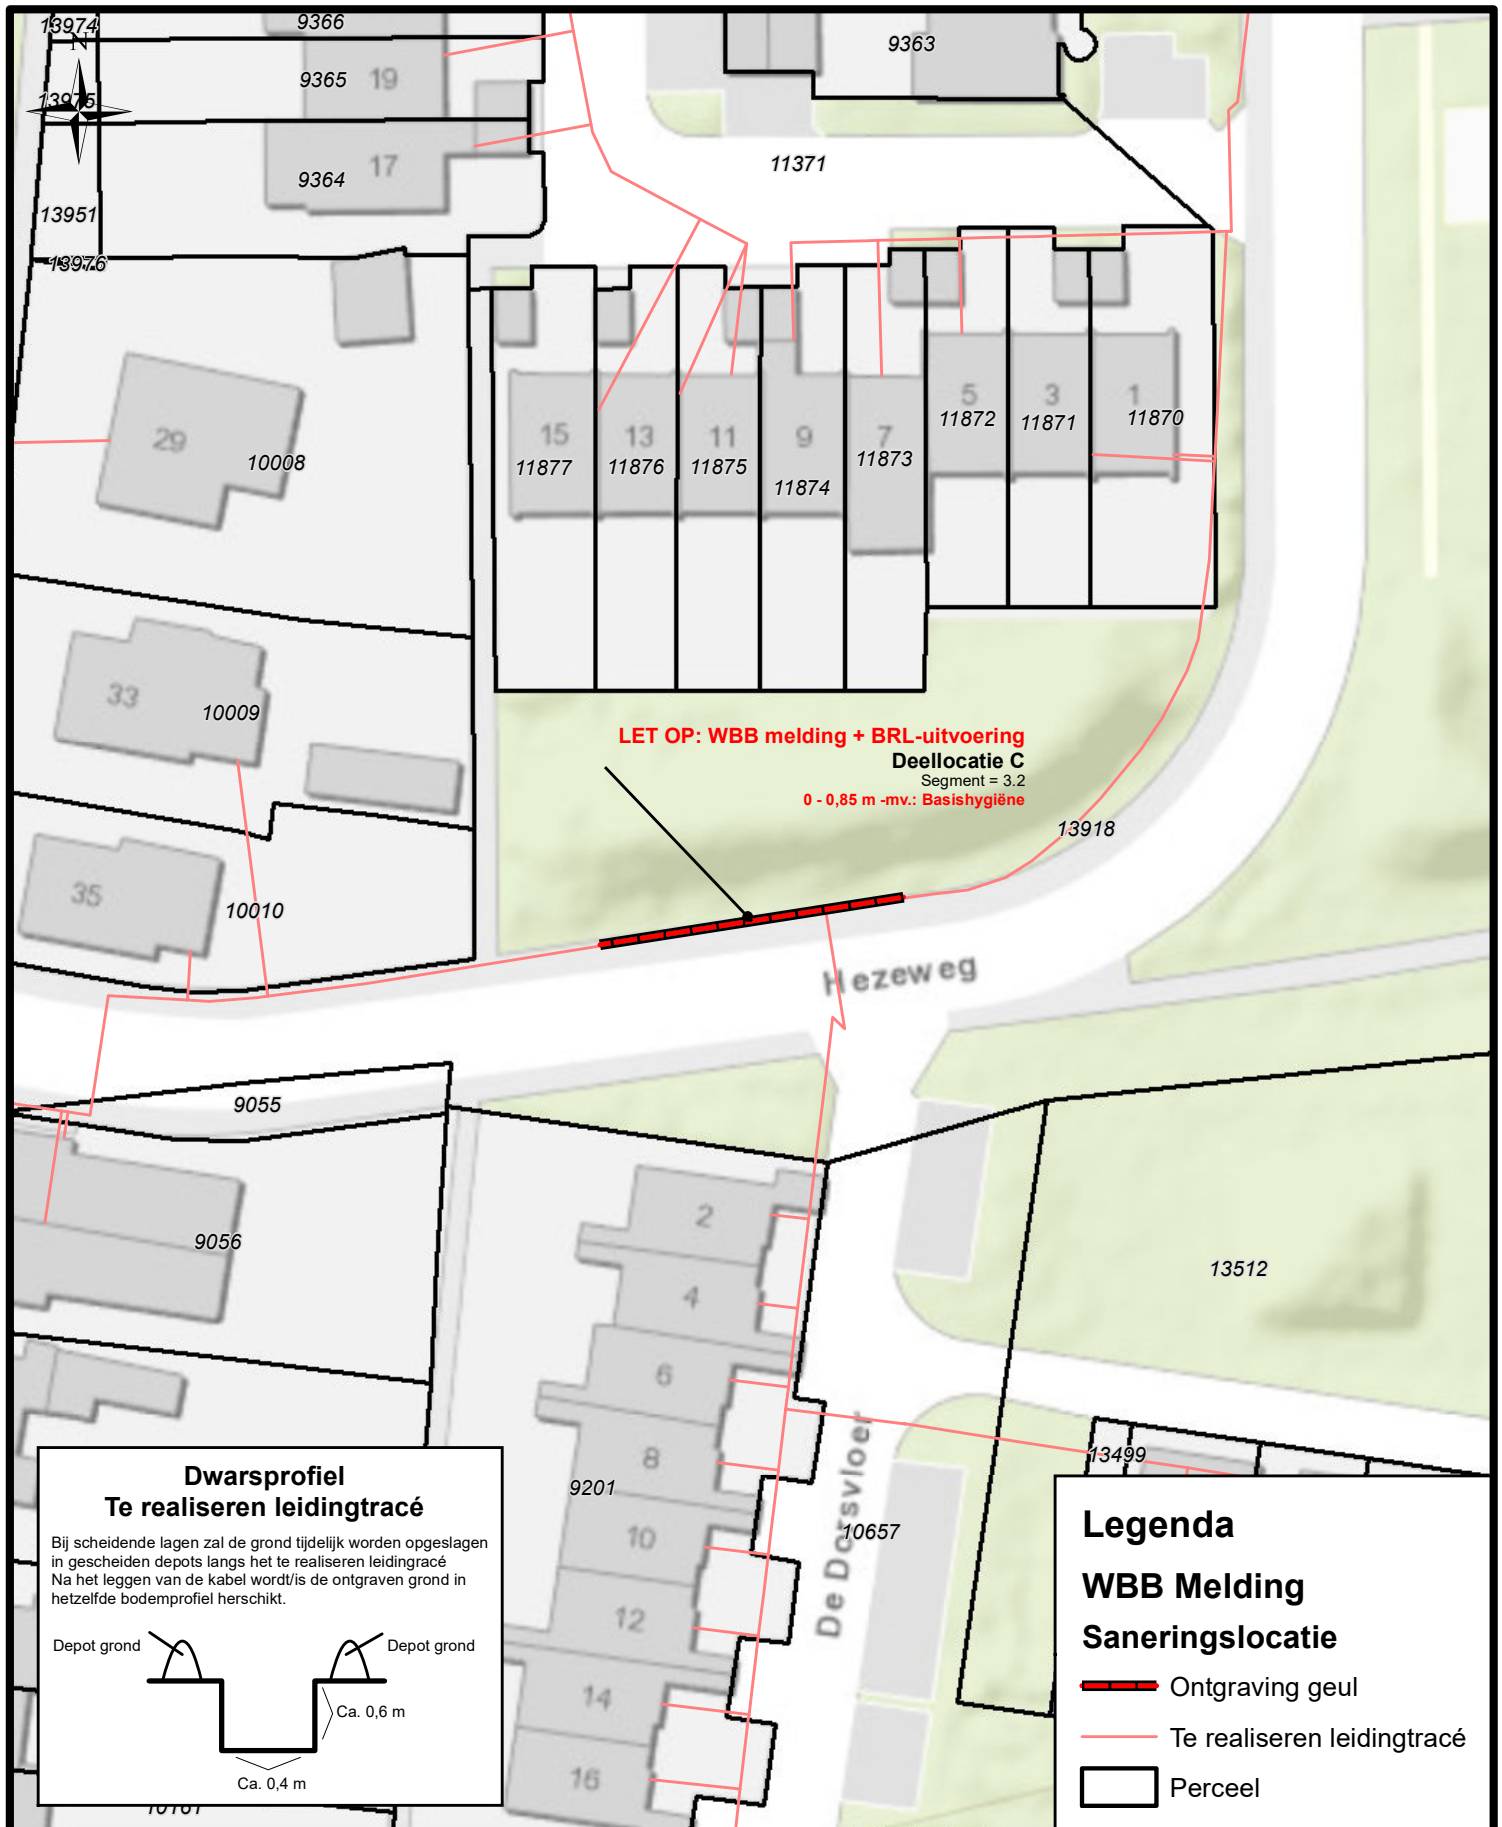 13974
9366
N
9363
9365
19
13975
11371
9364
17
13951
13976
5
3
1
11872
11871
11870
29
10008
15
13
11
9
7
11877
11876
11875
11874
11873
33
10009
LET OP: WBB melding + BRL-uitvoering
Deellocatie C
Segment = 3.2
0 - 0,85 m -mv.: Basishygiëne
13918
35
10010
Hezeweg
9055
9056
2
4
6
8
10
12
14
16
13512
9201
De Dorsvloer
10657
13499
Dwarsprofiel
Te realiseren leidingtracé
Bij scheidende lagen zal de grond tijdelijk worden opgeslagen
in gescheiden depots langs het te realiseren leidingracé
Na het leggen van de kabel wordt/is de ontgraven grond in
hetzelfde bodemprofiel herschikt.
Depot grond
Depot grond
Ca. 0,6 m
Ca. 0,4 m
Legenda
WBB Melding
Saneringslocatie
Ontgraving geul
Te realiseren leidingtracé
Perceel